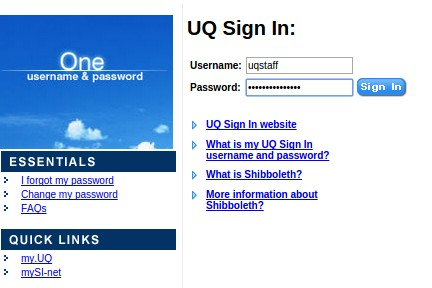 One
username & password
ESSENTIALS
I forgot my password
Change my password
FAQs
QUICK LINKS
my.UQ
mySI-net
UQ Sign In:
Username: uqstaff
Password: •••••••••••••• Sign In
UQ Sign In website
What is my UQ Sign In
username and password?
What is Shibboleth?
More information about
Shibboleth?